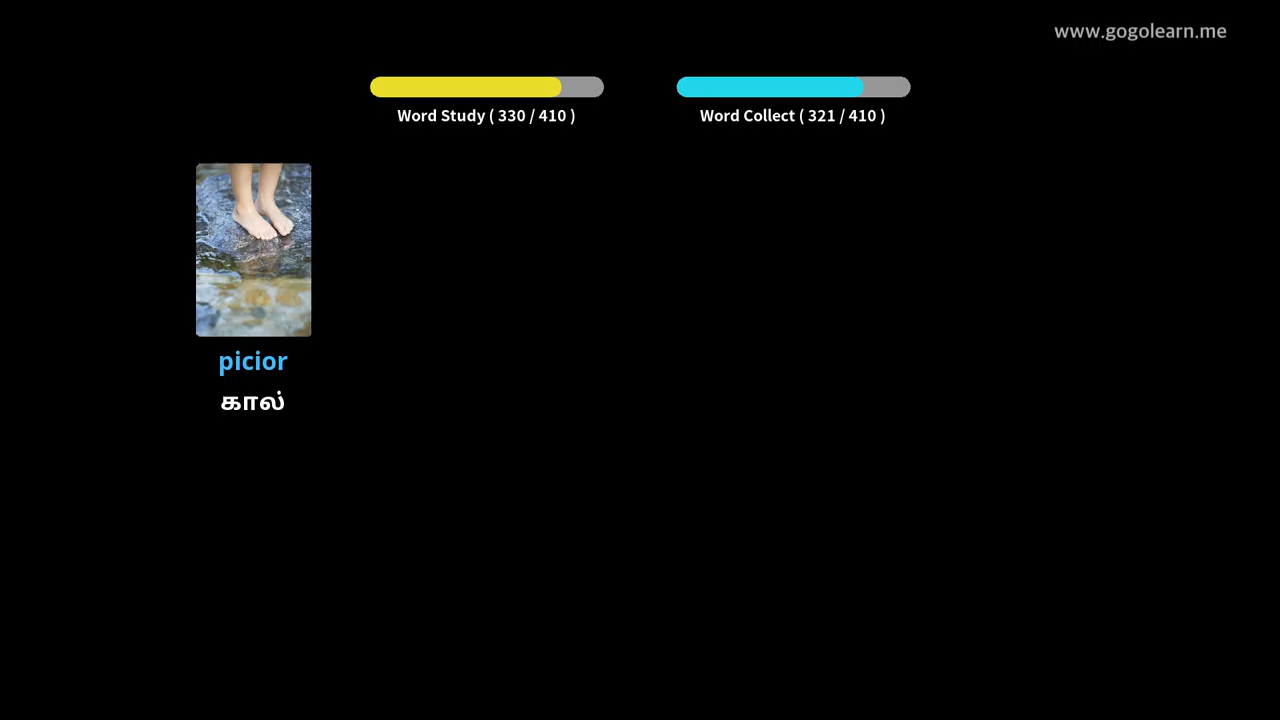 www.gogolearn.me
Word Study ( 330 / 410 )
Word Collect ( 321 / 410 )
picior
கால்